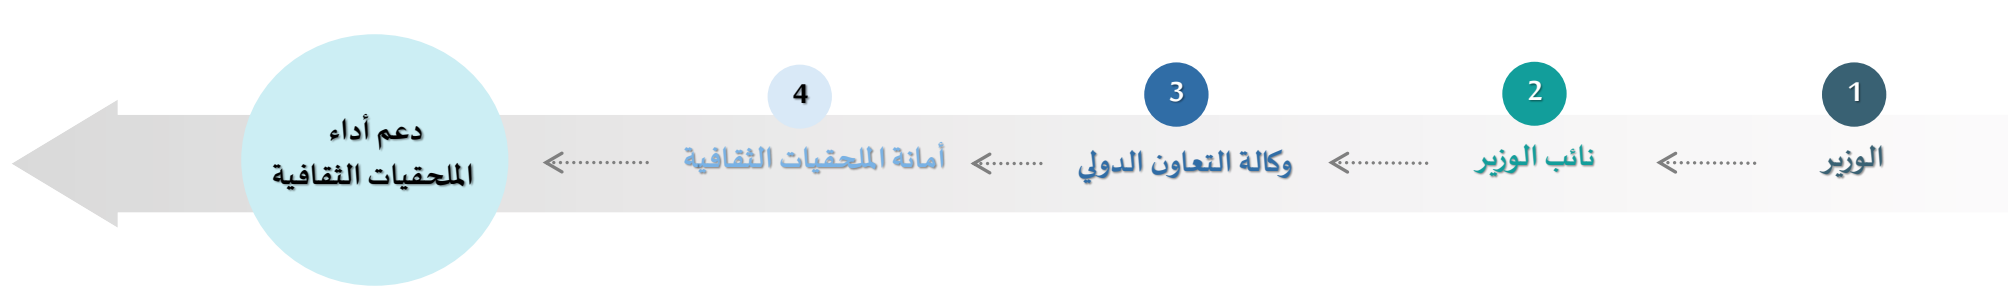 1
الوزير
2
نائب الوزير
3
وكالة التعاون الدولي
4
أمانة الملحقيات الثقافية
دعم أداء
الملحقيات الثقافية